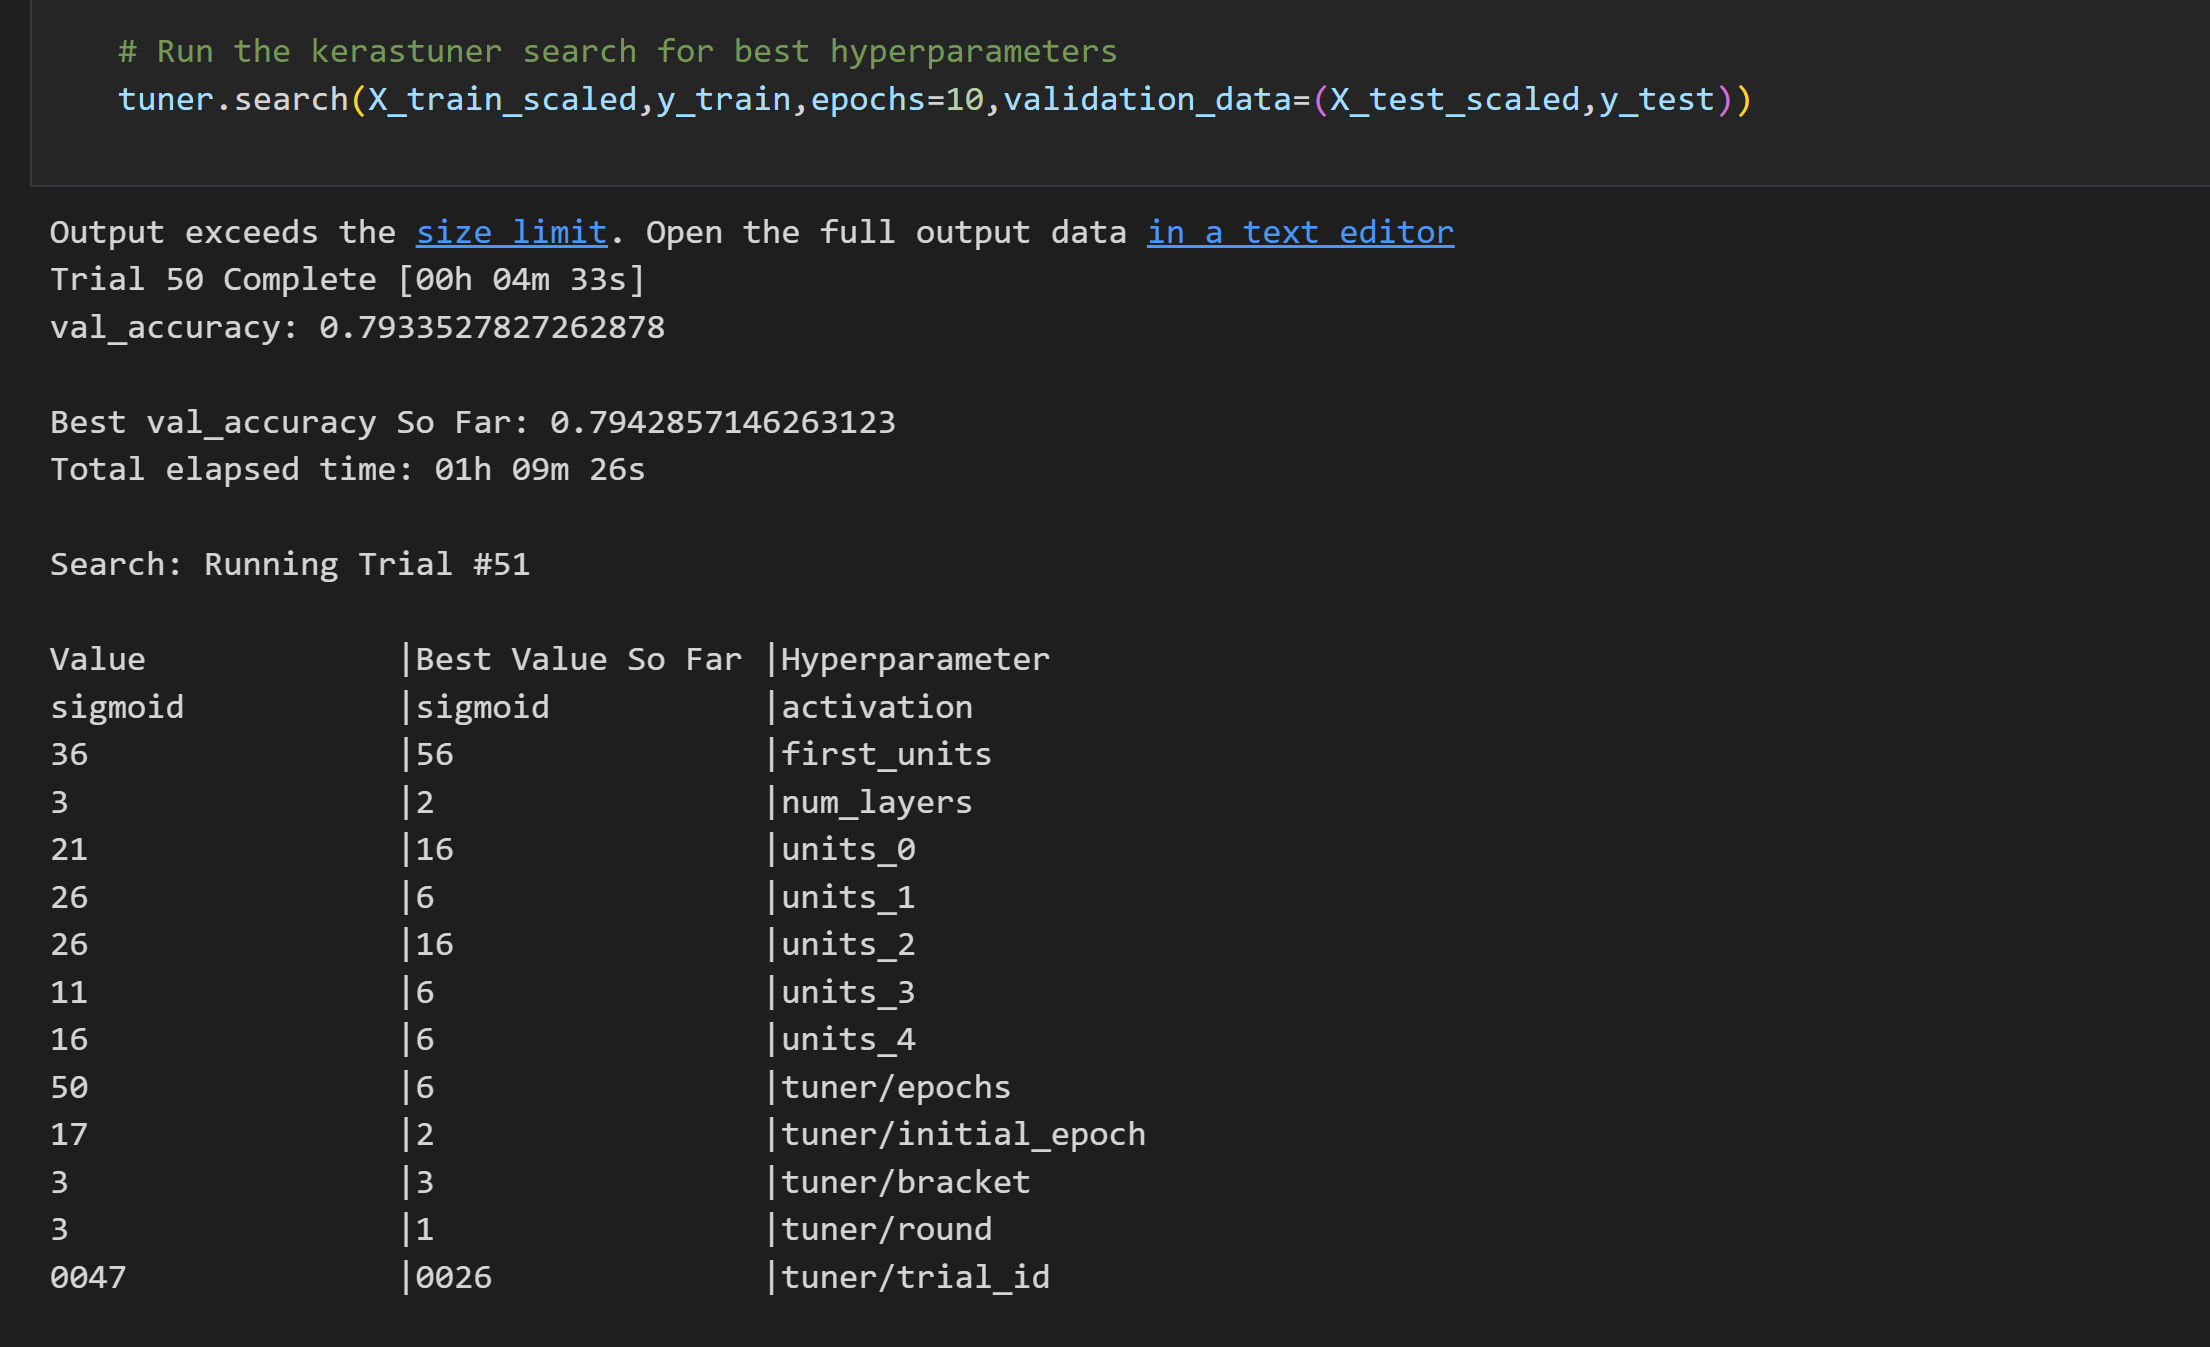 # Run the kerastuner search for best hyperparameters
tuner.search(X_train_scaled,y_train,epochs=10,validation_data=(X_test_scaled,y_test))
Output exceeds the size limit. Open the full output data in a text editor
Trial 50 Complete [00h 04m 33s]
val_accuracy: 0.7933527827262878
Best val_accuracy So Far: 0.7942857146263123
Total elapsed time: 01h 09m 26s
Search: Running Trial #51
Value |Best Value So Far |Hyperparameter
sigmoid |sigmoid |activation
36 |56 |first_units
3 |2 |num_layers
21 |16 |units_0
26 |6 |units_1
26 |16 |units_2
11 |6 |units_3
16 |6 |units_4
50 |6 |tuner/epochs
17 |2 |tuner/initial_epoch
3 |3 |tuner/bracket
3 |1 |tuner/round
0047 |0026 |tuner/trial_id